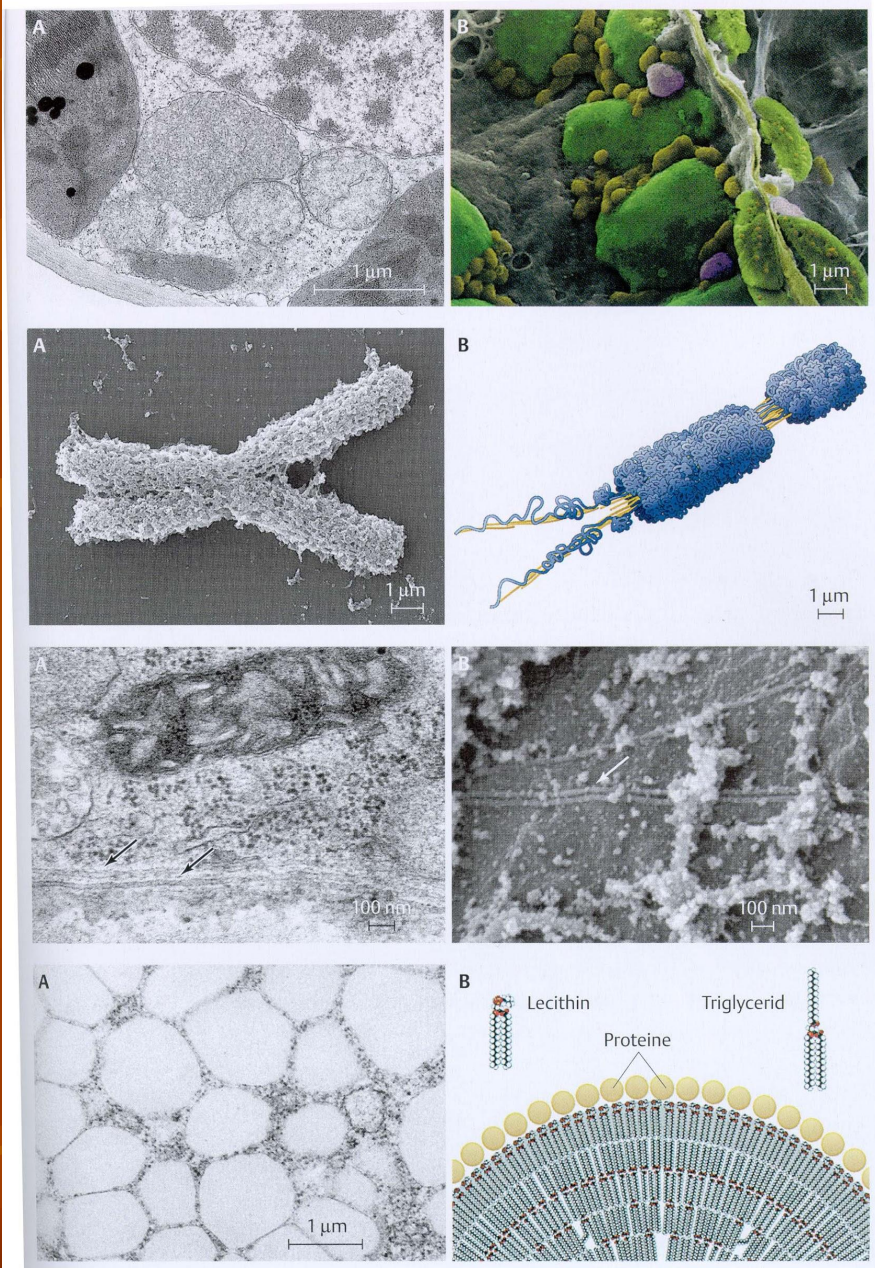 A
1 µm
B
1 µm
A
1 µm
B
1 µm
A
100 nm
B
100 nm
A
1 µm
B
Lecithin
Triglycerid
Proteine